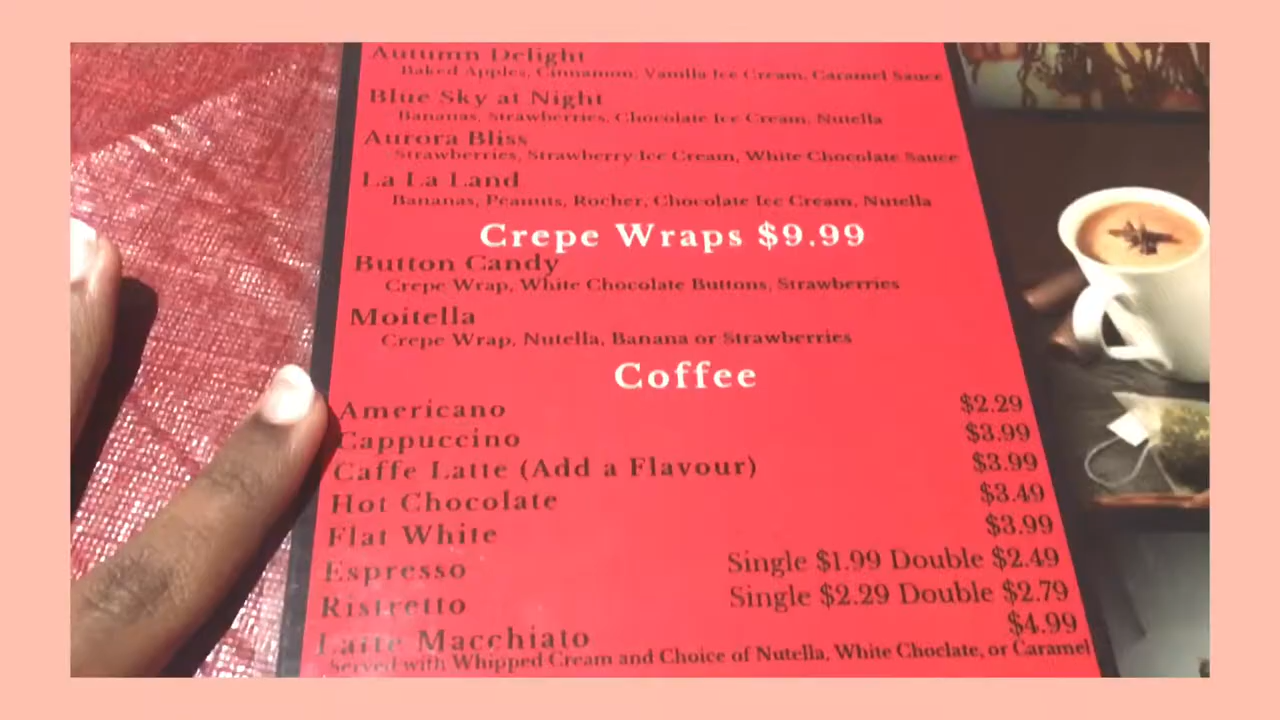 Autumn Delight
Baked Apples, Cinnamon, Vanilla Ice Cream, Caramel Sauce
Blue Sky at Night
Bananas, Strawberries, Chocolate Ice Cream, Nutella
Aurora Bliss
Strawberries, Strawberry Ice Cream, White Chocolate Sauce
La La Land
Bananas, Peanuts, Rocher, Chocolate Ice Cream, Nutella
Crepe Wraps $9.99
Button Candy
Crepe Wrap, White Chocolate Buttons, Strawberries
Moitella
Crepe Wrap, Nutella, Banana or Strawberries
Coffee
Americano $2.29
Cappuccino $3.99
Caffe Latte (Add a Flavour) $3.99
Hot Chocolate $3.49
Flat White $3.99
Espresso Single $1.99 Double $2.49
Ristretto Single $2.29 Double $2.79
Latte Macchiato $4.99
Served with Whipped Cream and Choice of Nutella, White Choclate, or Caramel